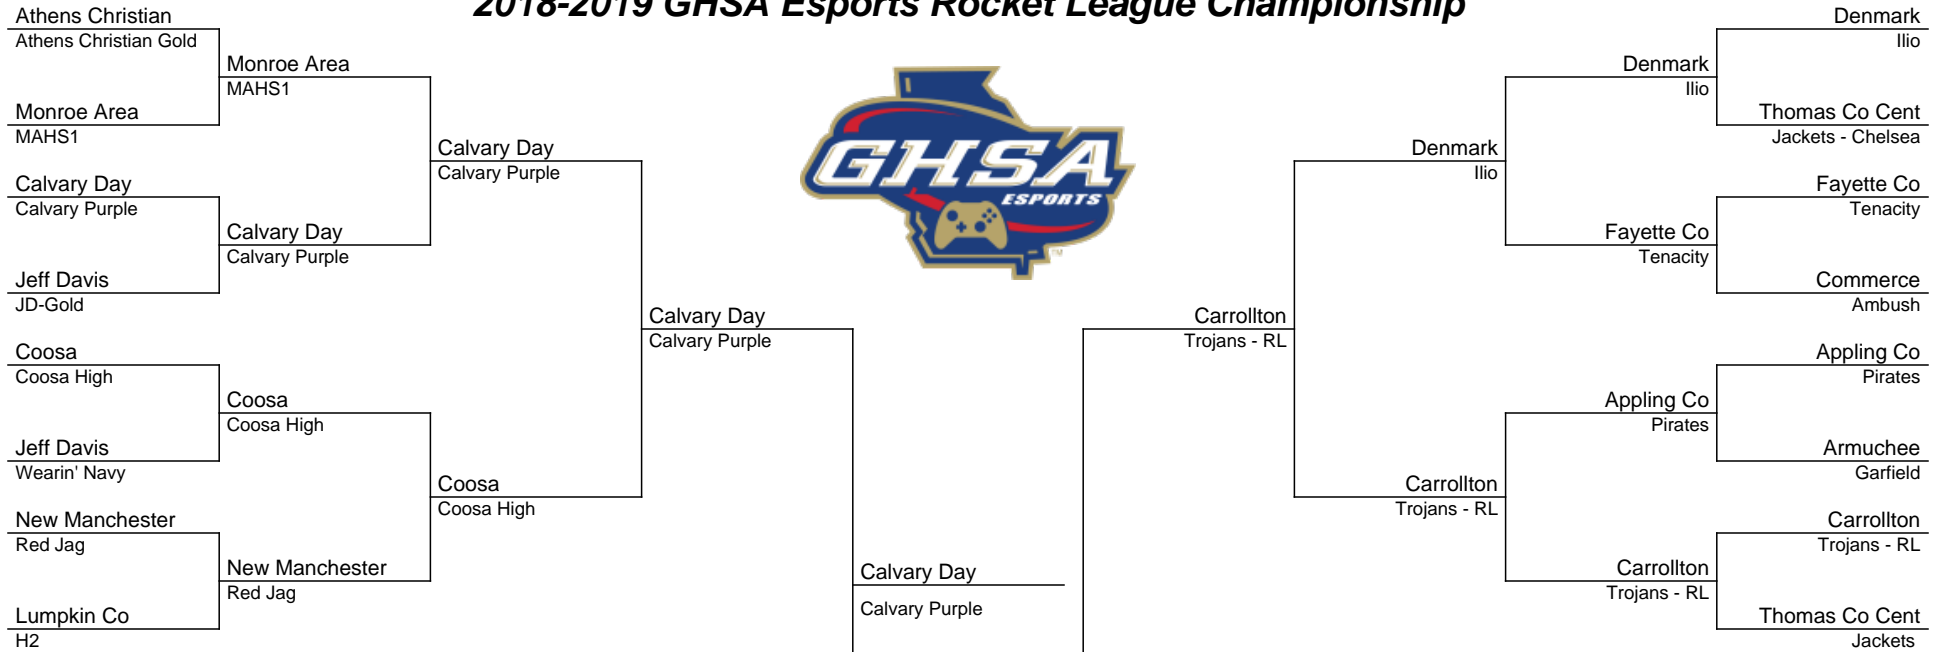 2018-2019 GHSA Esports Rocket League Championship
Athens Christian
Athens Christian Gold
Monroe Area
MAHS1
Monroe Area
MAHS1
Calvary Day
Calvary Purple
Calvary Day
Calvary Purple
Calvary Day
Calvary Purple
Jeff Davis
JD-Gold
Calvary Day
Calvary Purple
Coosa
Coosa High
Coosa
Coosa High
Jeff Davis
Wearin' Navy
Coosa
Coosa High
New Manchester
Red Jag
New Manchester
Red Jag
Lumpkin Co
H2
Calvary Day
Calvary Purple
GHSA
ESPORTS
TM
Denmark
Ilio
Denmark
Ilio
Thomas Co Cent
Jackets - Chelsea
Denmark
Ilio
Fayette Co
Tenacity
Fayette Co
Tenacity
Commerce
Ambush
Carrollton
Trojans - RL
Appling Co
Pirates
Appling Co
Pirates
Armuchee
Garfield
Carrollton
Trojans - RL
Carrollton
Trojans - RL
Carrollton
Trojans - RL
Thomas Co Cent
Jackets